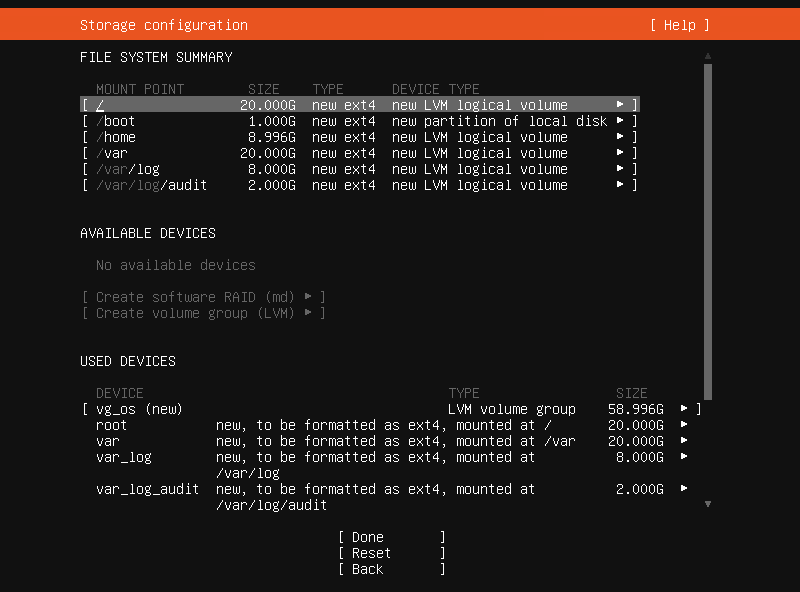 Storage configuration [ Help ]
FILE SYSTEM SUMMARY
MOUNT POINT SIZE TYPE DEVICE TYPE
[ / 20.000G new ext4 new LVM logical volume ▸ ]
[ /boot 1.000G new ext4 new partition of local disk ▸ ]
[ /home 8.996G new ext4 new LVM logical volume ▸ ]
[ /var 20.000G new ext4 new LVM logical volume ▸ ]
[ /var/log 8.000G new ext4 new LVM logical volume ▸ ]
[ /var/log/audit 2.000G new ext4 new LVM logical volume ▸ ]
AVAILABLE DEVICES
No available devices
[ Create software RAID (md) ▸ ]
[ Create volume group (LVM) ▸ ]
USED DEVICES
DEVICE TYPE SIZE
[ vg_os (new) LVM volume group 58.996G ▸ ]
root new, to be formatted as ext4, mounted at / 20.000G ▸
var new, to be formatted as ext4, mounted at /var 20.000G ▸
var_log new, to be formatted as ext4, mounted at 8.000G ▸
/var/log
var_log_audit new, to be formatted as ext4, mounted at 2.000G ▸
/var/log/audit
[ Done ]
[ Reset ]
[ Back ]